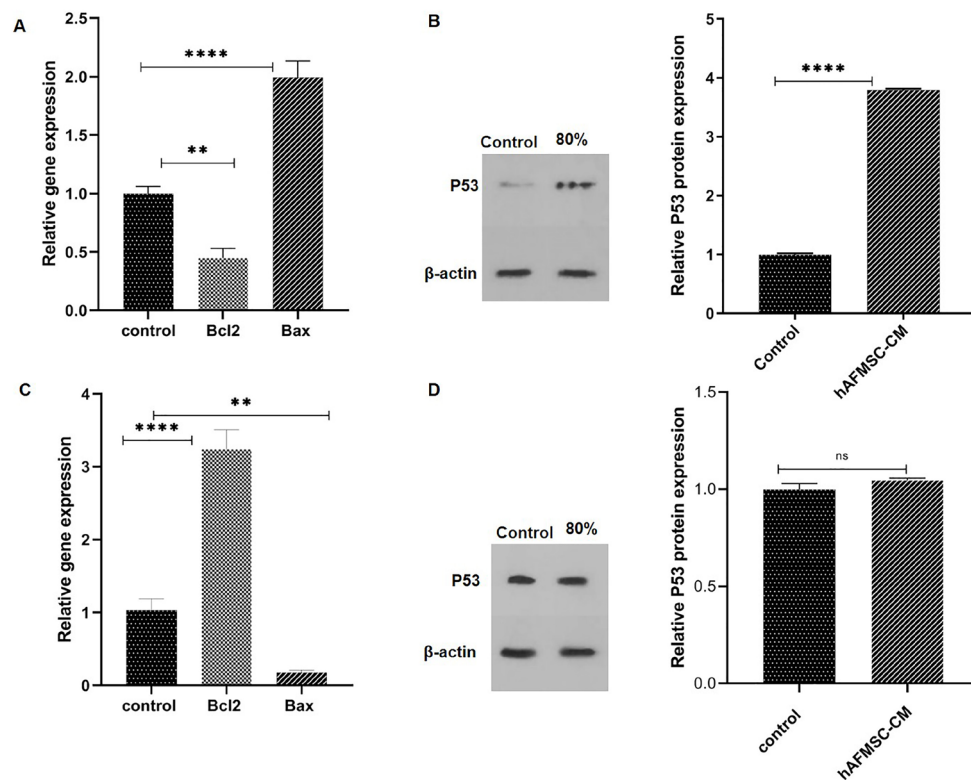 A
Relative gene expression
2.5
2.0
1.5
1.0
0.5
0.0
****
**
control Bcl2 Bax
B
Control 80%
P53
β-actin
Relative P53 protein expression
5
4
3
2
1
0
****
Control hAFMSC-CM
C
Relative gene expression
4
3
2
1
0
**
****
control Bcl2 Bax
D
Control 80%
P53
β-actin
Relative P53 protein expression
1.5
1.0
0.5
0.0
ns
control hAFMSC-CM